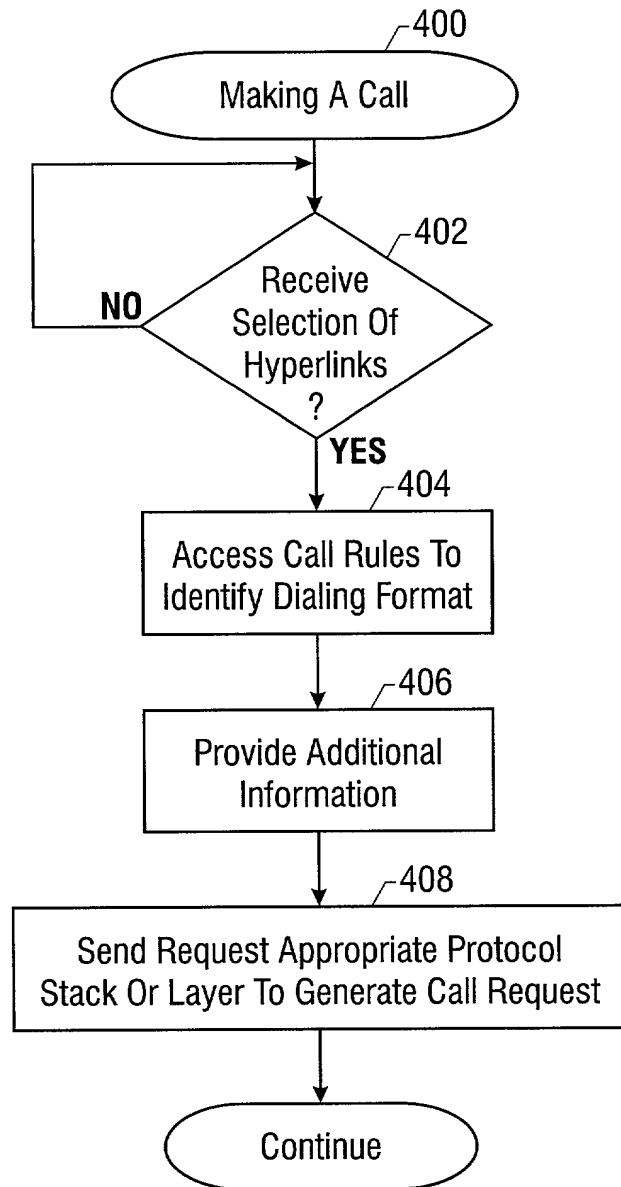 400
Making A Call
402
Receive
Selection Of
Hyperlinks
?
NO
YES
404
Access Call Rules To
Identify Dialing Format
406
Provide Additional
Information
408
Send Request Appropriate Protocol
Stack Or Layer To Generate Call Request
Continue